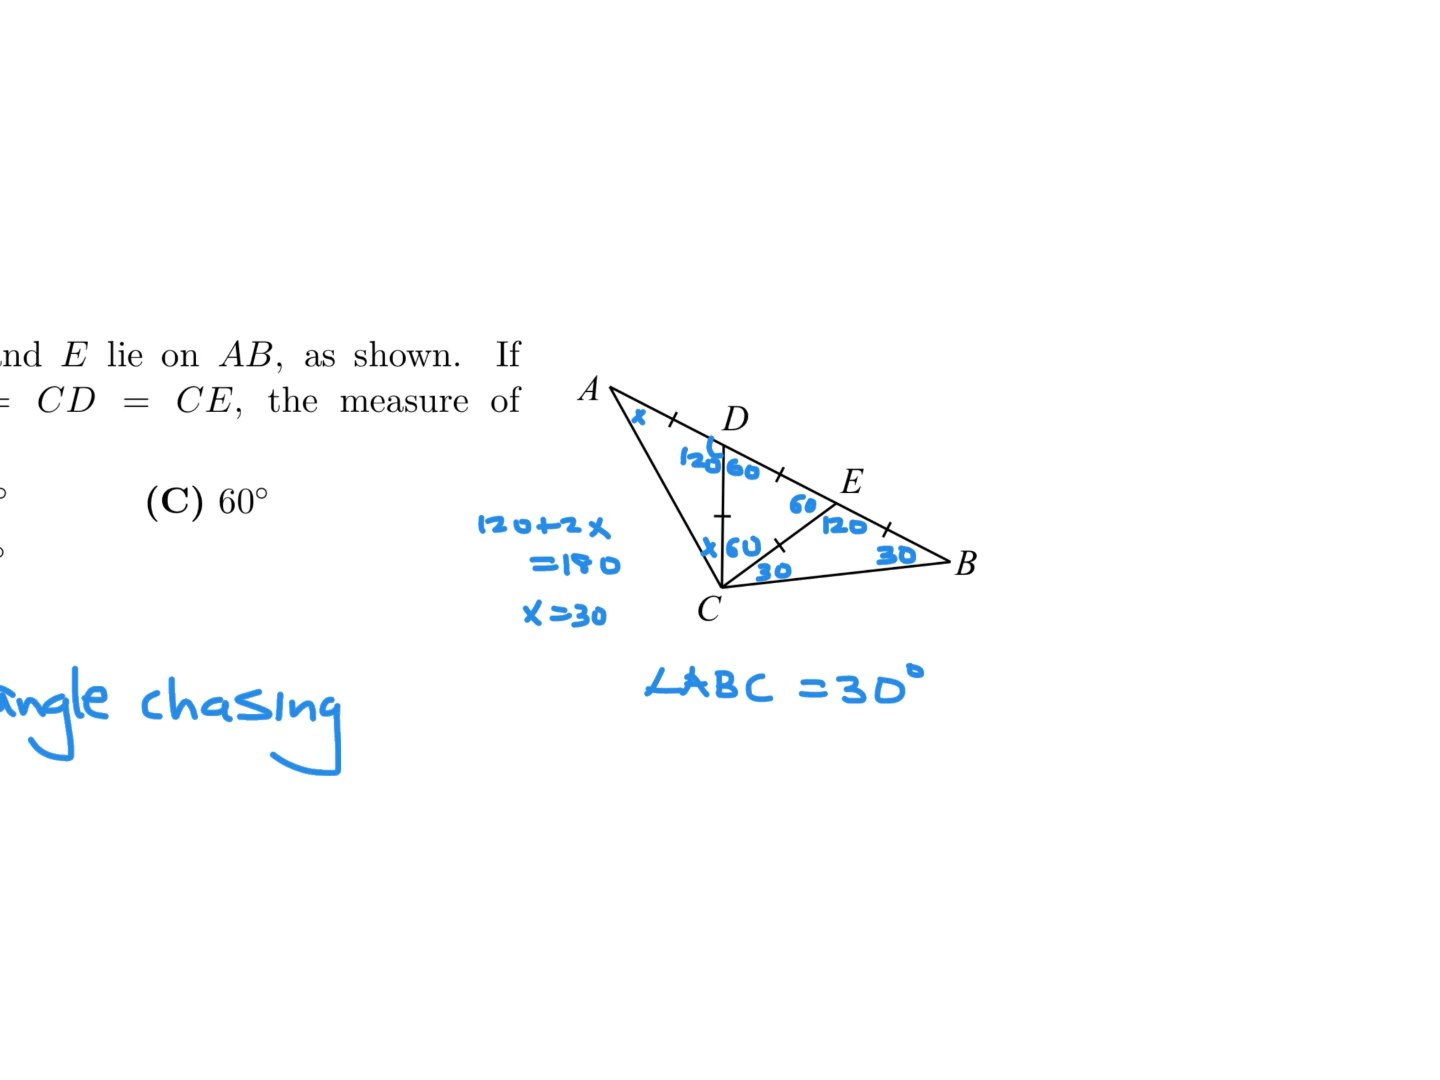 nd E lie on AB, as shown. If
= CD = CE, the measure of
°
(C) 60°
°
A
D
E
B
C
x
120
60
60
120
30
x
60
30
120+2x
=180
x=30
∠ABC = 30°
angle chasing